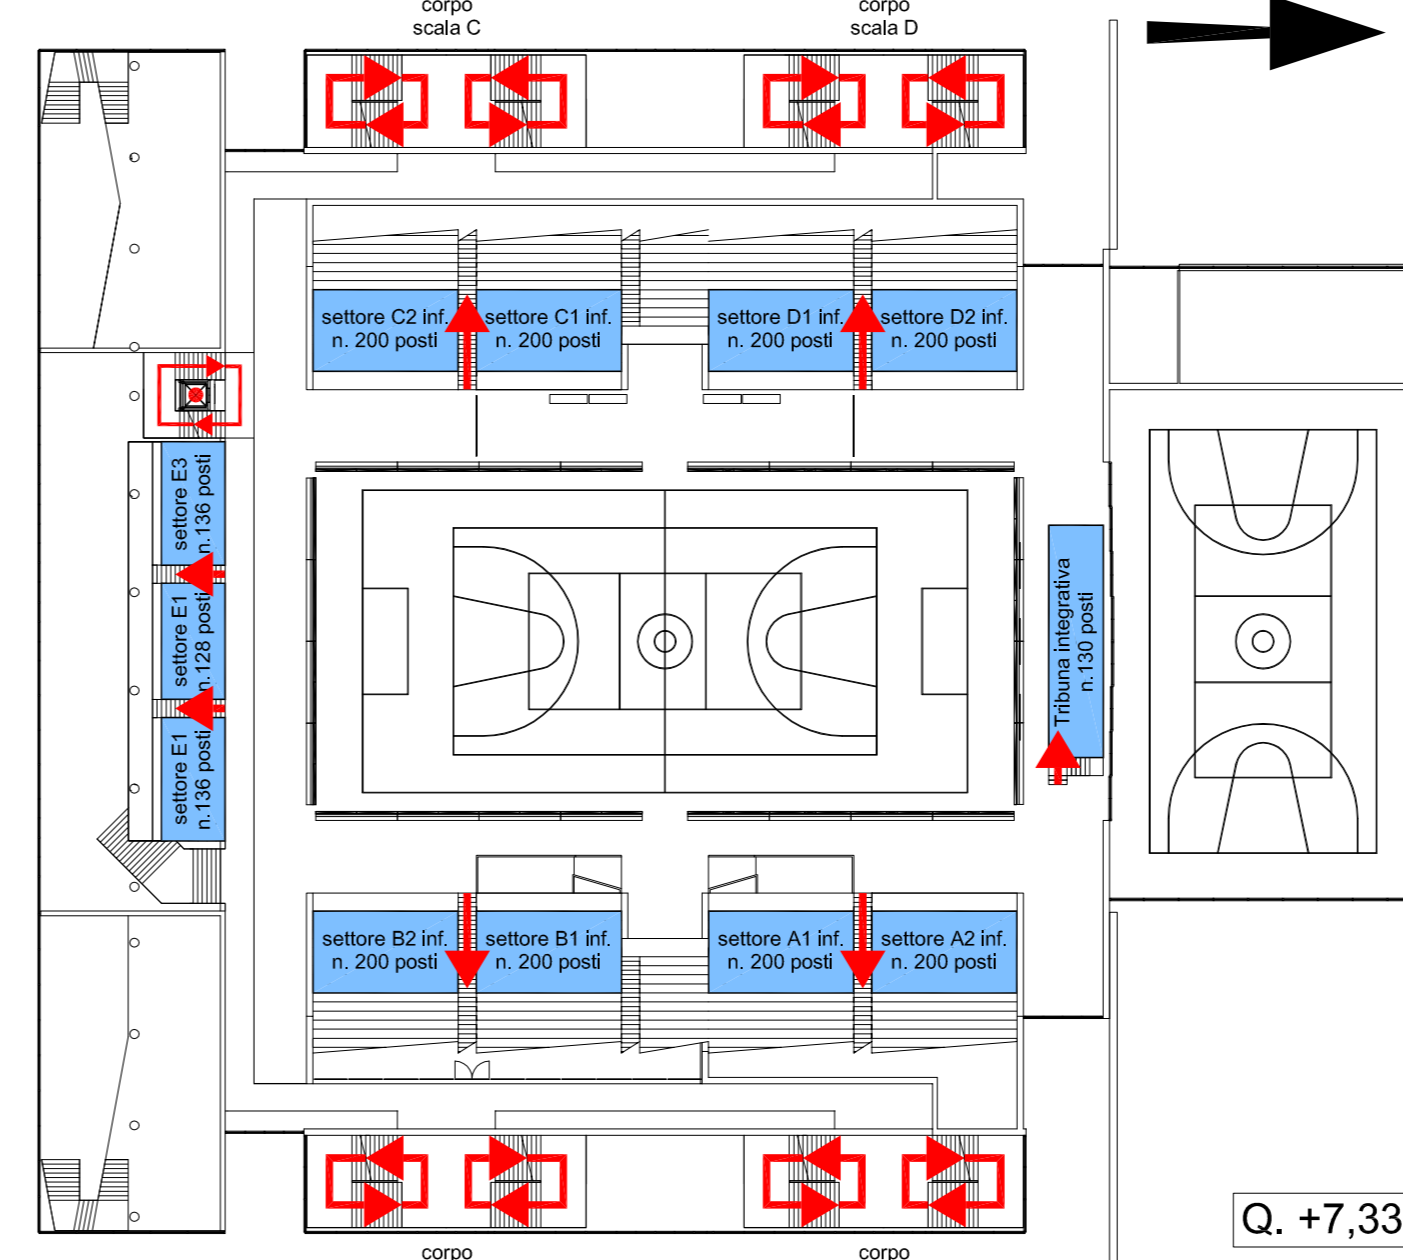 corpo
scala C
corpo
scala D
settore C2 inf.
n. 200 posti
settore C1 inf.
n. 200 posti
settore D1 inf.
n. 200 posti
settore D2 inf.
n. 200 posti
settore E3
n.136 posti
settore E1
n.128 posti
settore E1
n.136 posti
Tribuna integrativa
n.130 posti
settore B2 inf.
n. 200 posti
settore B1 inf.
n. 200 posti
settore A1 inf.
n. 200 posti
settore A2 inf.
n. 200 posti
Q. +7,33
corpo
corpo